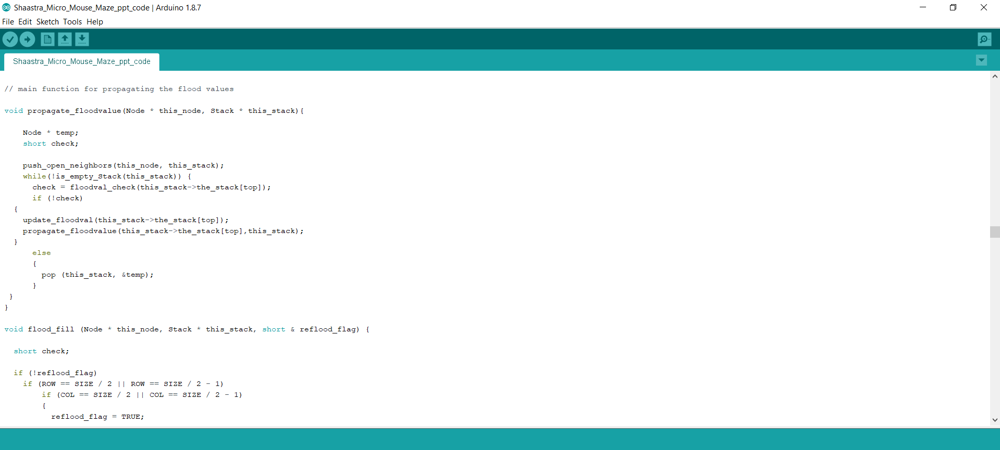 Shaastra_Micro_Mouse_Maze_ppt_code | Arduino 1.8.7
File Edit Sketch Tools Help
Shaastra_Micro_Mouse_Maze_ppt_code
// main function for propagating the flood values
void propagate_floodvalue(Node * this_node, Stack * this_stack){
Node * temp;
short check;
push_open_neighbors(this_node, this_stack);
while(!is_empty_Stack(this_stack)) {
check = floodval_check(this_stack->the_stack[top]);
if (!check)
{
update_floodval(this_stack->the_stack[top]);
propagate_floodvalue(this_stack->the_stack[top],this_stack);
}
else
{
pop (this_stack, &temp);
}
}
}
void flood_fill (Node * this_node, Stack * this_stack, short & reflood_flag) {
short check;
if (!reflood_flag)
if (ROW == SIZE / 2 || ROW == SIZE / 2 - 1)
if (COL == SIZE / 2 || COL == SIZE / 2 - 1)
{
reflood_flag = TRUE;